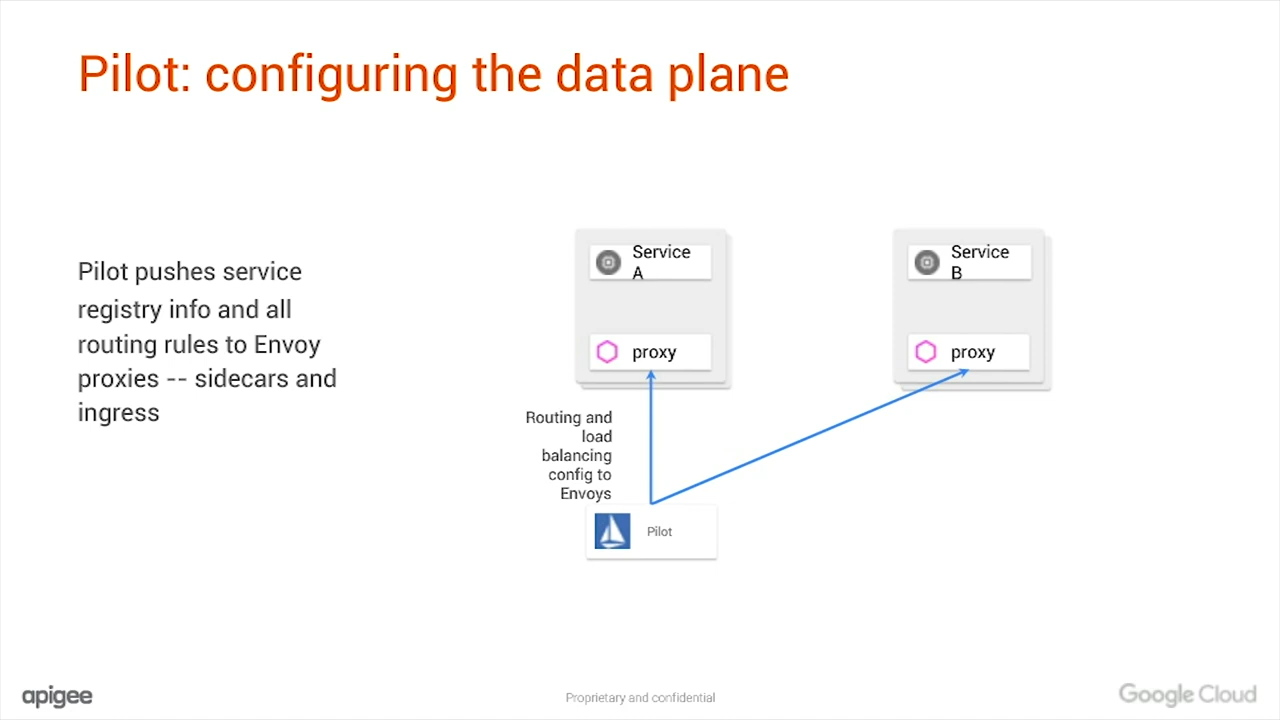 Pilot: configuring the data plane
Pilot pushes service
registry info and all
routing rules to Envoy
proxies -- sidecars and
ingress
Service
A
proxy
Service
B
proxy
Routing and
load
balancing
config to
Envoys
Pilot
apigee
Proprietary and confidential
Google Cloud